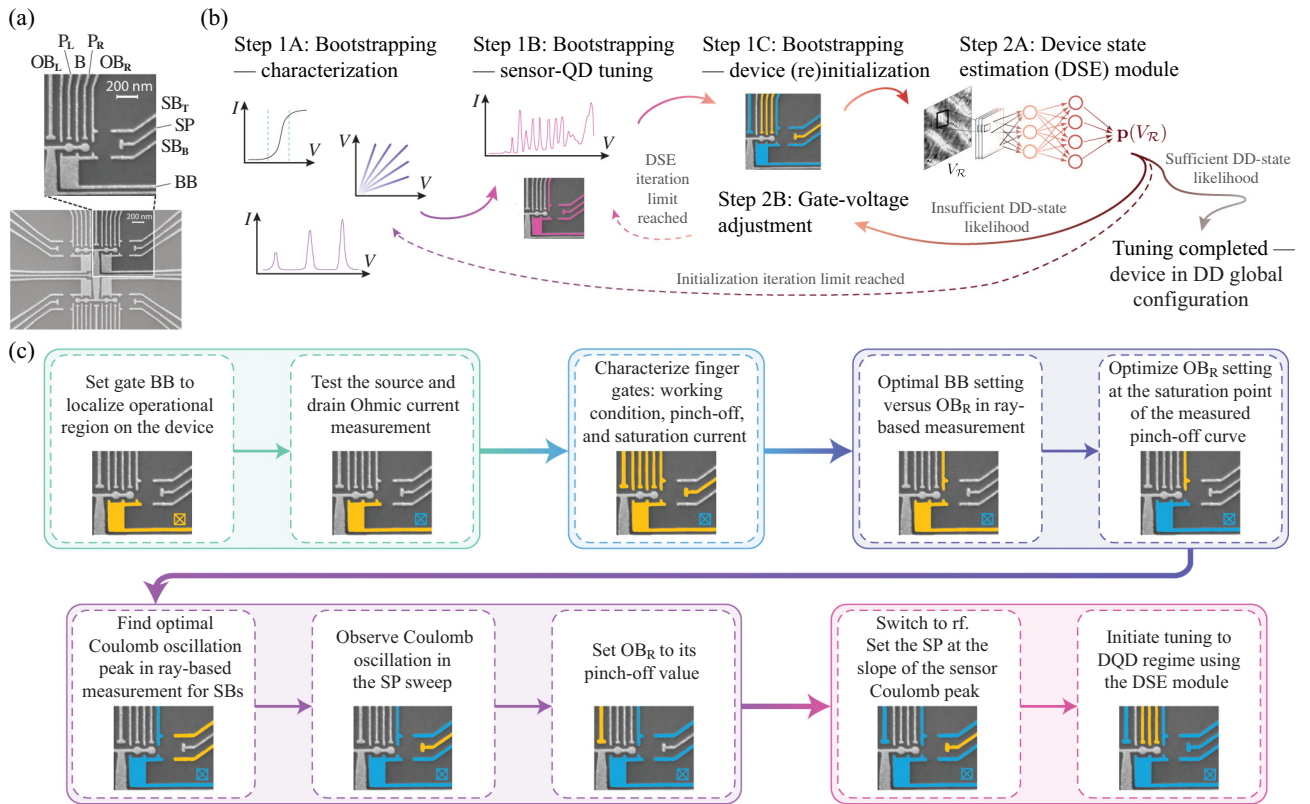 (a)
P_L P_R
OB_L B OB_R
200 nm
SB_T
SP
SB_B
BB
200 nm
(b)
Step 1A: Bootstrapping
— characterization
I
V
V
V
I
V
Step 1B: Bootstrapping
— sensor-QD tuning
I
V
DSE
iteration
limit
reached
Step 1C: Bootstrapping
— device (re)initialization
Step 2B: Gate-voltage
adjustment
Step 2A: Device state
estimation (DSE) module
V_R
p(V_R)
Sufficient DD-state
likelihood
Insufficient DD-state
likelihood
Initialization iteration limit reached
Tuning completed —
device in DD global
configuration
(c)
Set gate BB to
localize operational
region on the device
Test the source and
drain Ohmic current
measurement
Characterize finger
gates: working
condition, pinch-off,
and saturation current
Optimal BB setting
versus OB_R in ray-
based measurement
Optimize OB_R setting
at the saturation point
of the measured
pinch-off curve
Find optimal
Coulomb oscillation
peak in ray-based
measurement for SBs
Observe Coulomb
oscillation in
the SP sweep
Set OB_R to its
pinch-off value
Switch to rf.
Set the SP at the
slope of the sensor
Coulomb peak
Initiate tuning to
DQD regime using
the DSE module